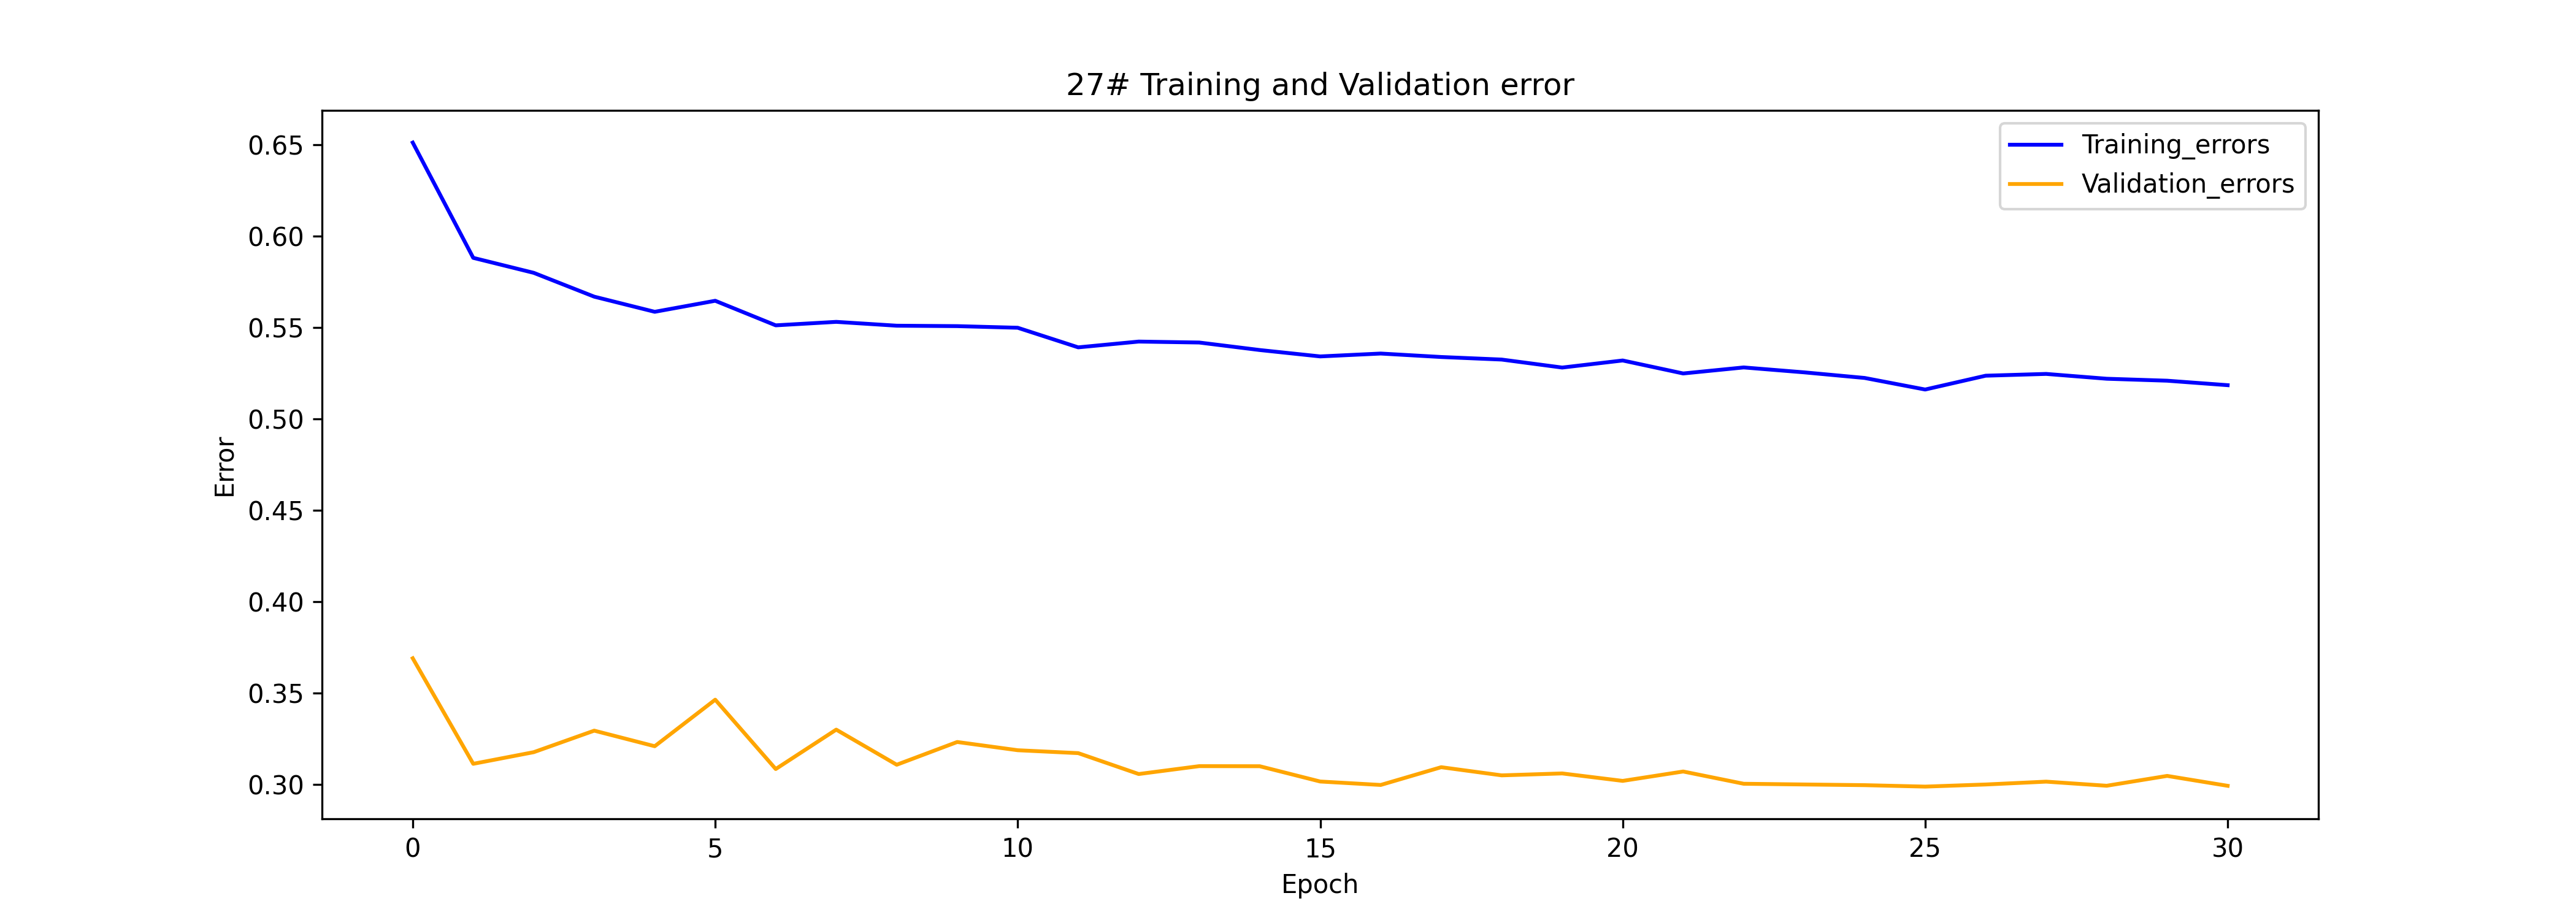 27# Training and Validation error
Training_errors
Validation_errors
0.65
0.60
0.55
0.50
0.45
0.40
0.35
0.30
Error
0 5 10 15 20 25 30
Epoch